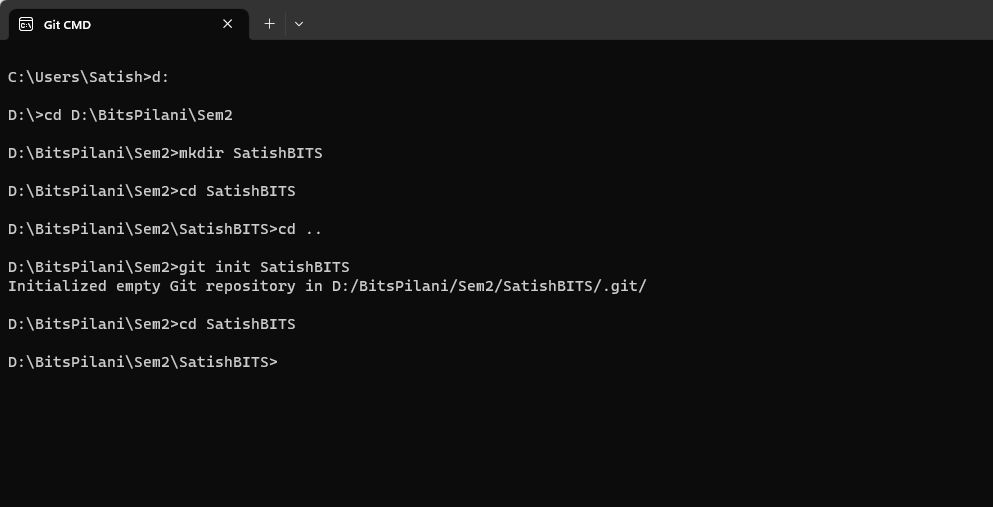 Git CMD
C:\Users\Satish>d:
D:\>cd D:\BitsPilani\Sem2
D:\BitsPilani\Sem2>mkdir SatishBITS
D:\BitsPilani\Sem2>cd SatishBITS
D:\BitsPilani\Sem2\SatishBITS>cd ..
D:\BitsPilani\Sem2>git init SatishBITS
Initialized empty Git repository in D:/BitsPilani/Sem2/SatishBITS/.git/
D:\BitsPilani\Sem2>cd SatishBITS
D:\BitsPilani\Sem2\SatishBITS>